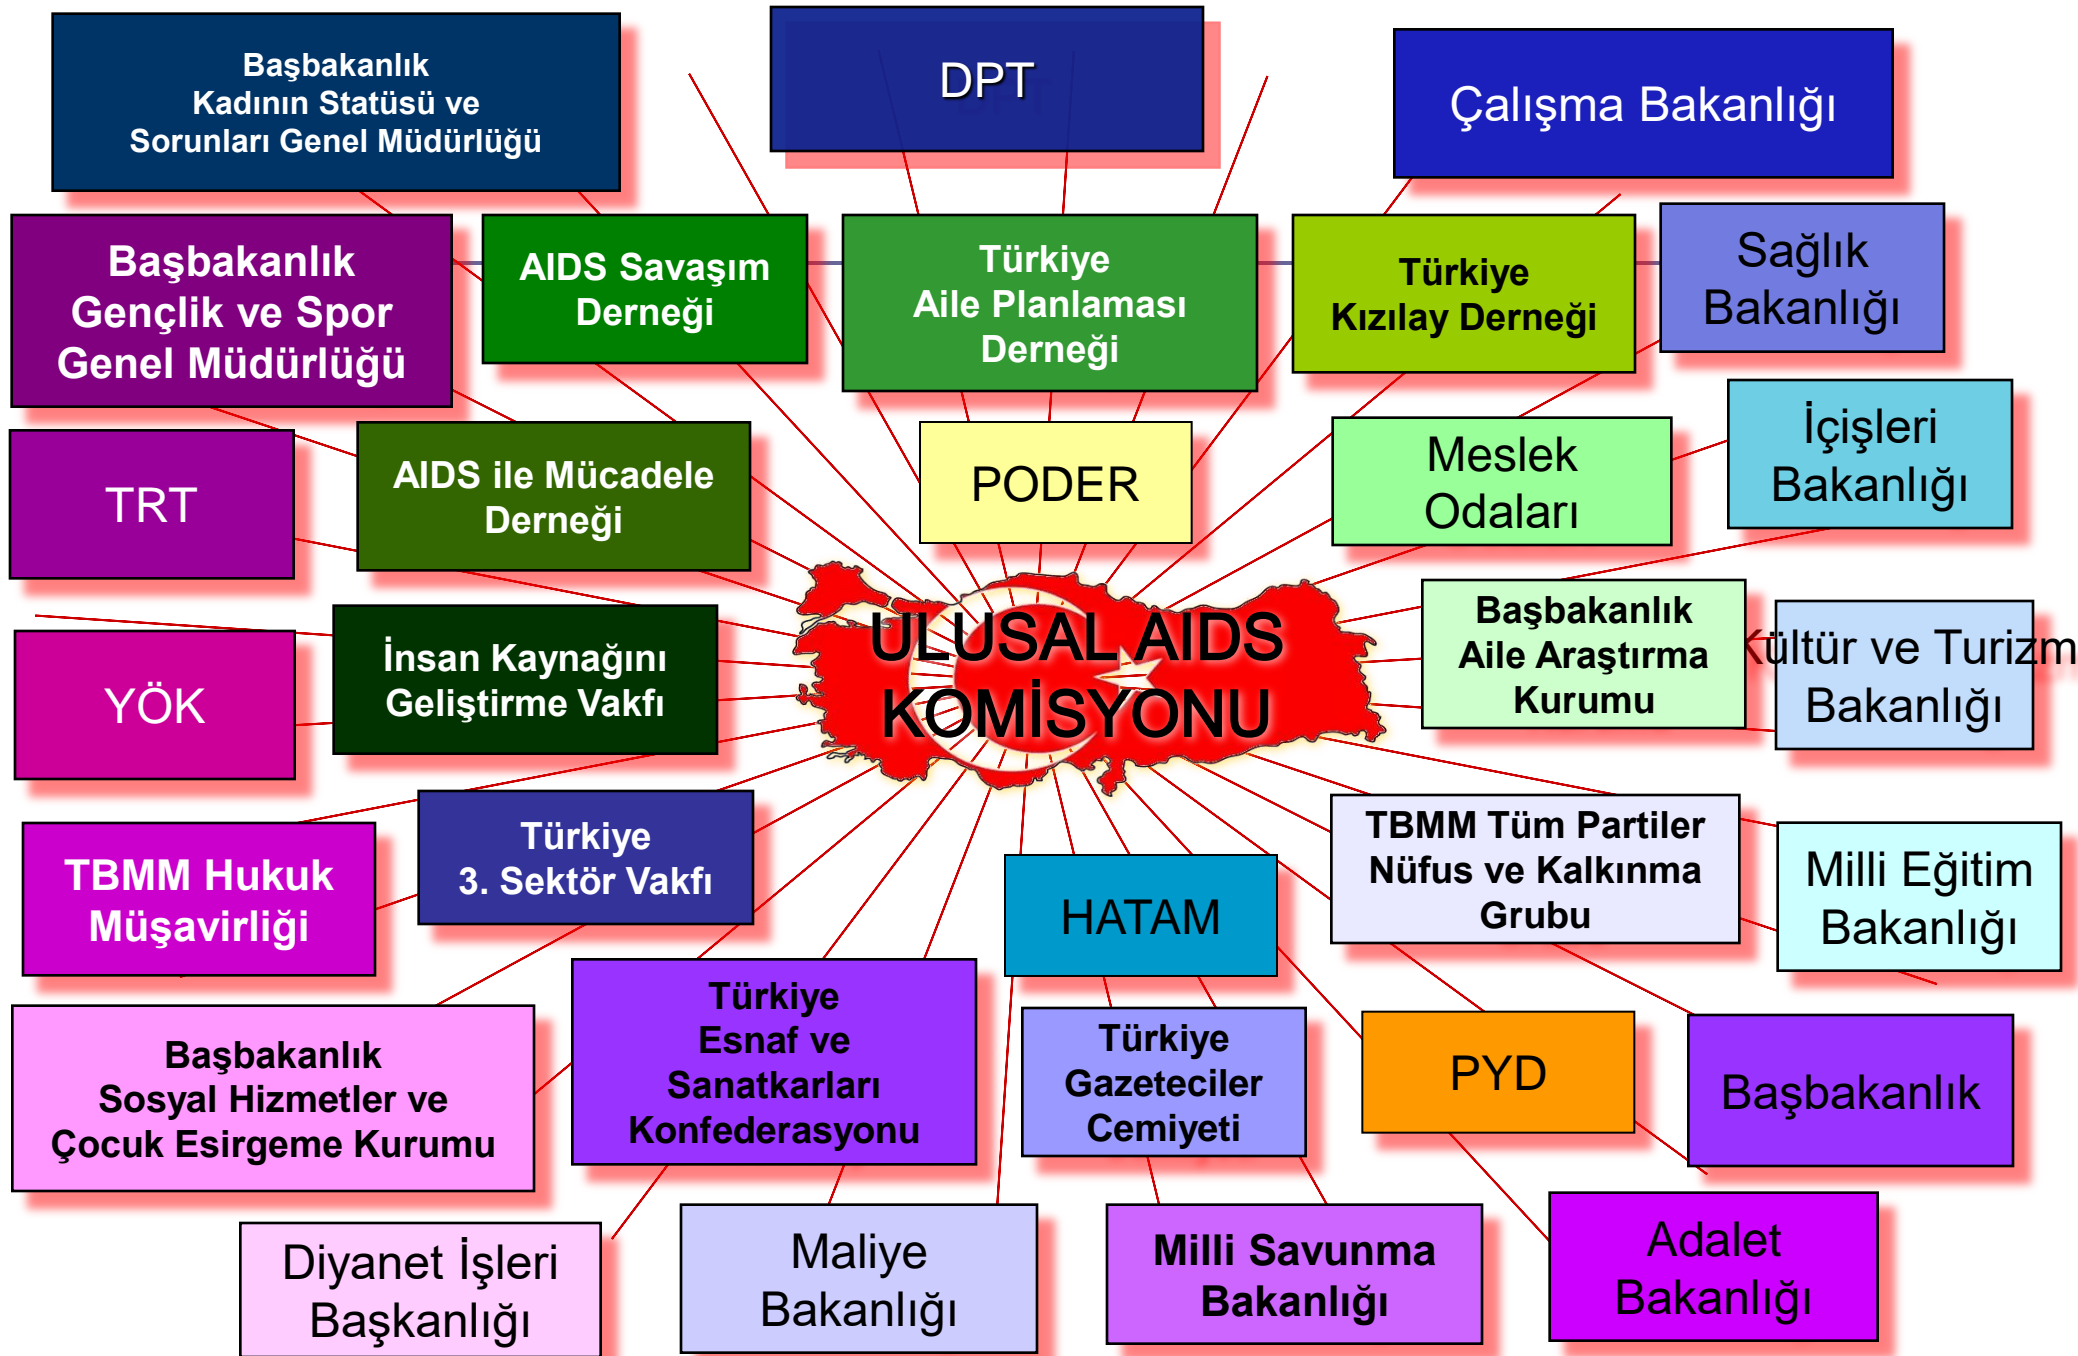 Başbakanlık
Kadının Statüsü ve
Sorunları Genel Müdürlüğü
DPT
Çalışma Bakanlığı
Başbakanlık
Gençlik ve Spor
Genel Müdürlüğü
AIDS Savaşım
Derneği
Türkiye
Aile Planlaması
Derneği
Türkiye
Kızılay Derneği
Sağlık
Bakanlığı
TRT
AIDS ile Mücadele
Derneği
PODER
Meslek
Odaları
İçişleri
Bakanlığı
YÖK
İnsan Kaynağını
Geliştirme Vakfı
ULUSAL AIDS
KOMİSYONU
Başbakanlık
Aile Araştırma
Kurumu
Kültür ve Turizm
Bakanlığı
TBMM Hukuk
Müşavirliği
Türkiye
3. Sektör Vakfı
HATAM
TBMM Tüm Partiler
Nüfus ve Kalkınma
Grubu
Milli Eğitim
Bakanlığı
Başbakanlık
Sosyal Hizmetler ve
Çocuk Esirgeme Kurumu
Türkiye
Esnaf ve
Sanatkarları
Konfederasyonu
Türkiye
Gazeteciler
Cemiyeti
PYD
Başbakanlık
Diyanet İşleri
Başkanlığı
Maliye
Bakanlığı
Milli Savunma
Bakanlığı
Adalet
Bakanlığı